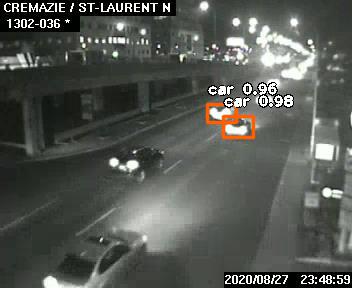 CREMAZIE / ST-LAURENT N
1302-036 *
car 0.96
car 0.98
2020/08/27 23:48:59